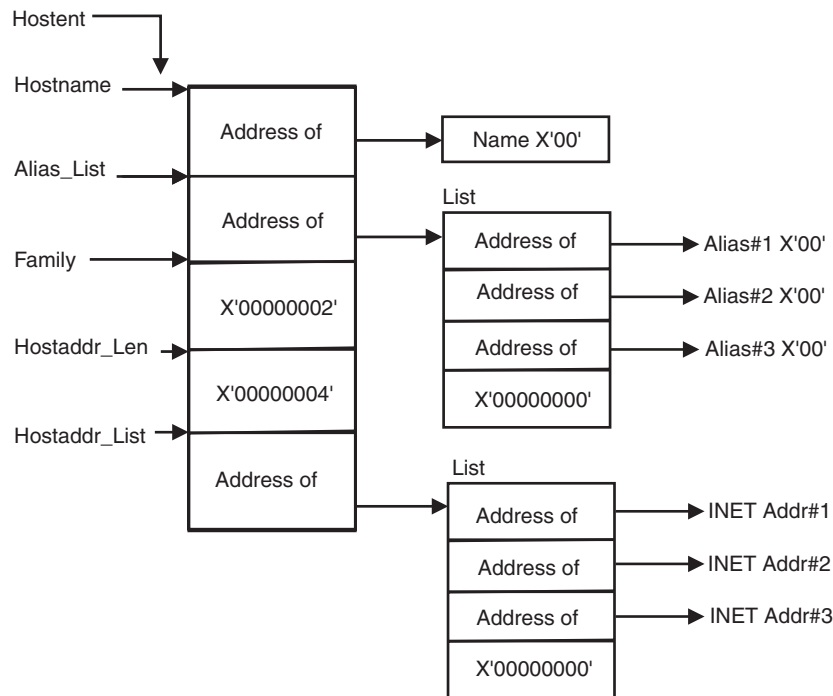 Hostent
Hostname
Address of
Name X'00'
Alias_List
List
Address of
Address of
Alias#1 X'00'
Family
Address of
Alias#2 X'00'
X'00000002'
Hostaddr_Len
Address of
Alias#3 X'00'
X'00000004'
X'00000000'
Hostaddr_List
List
Address of
Address of
INET Addr#1
Address of
INET Addr#2
Address of
INET Addr#3
X'00000000'